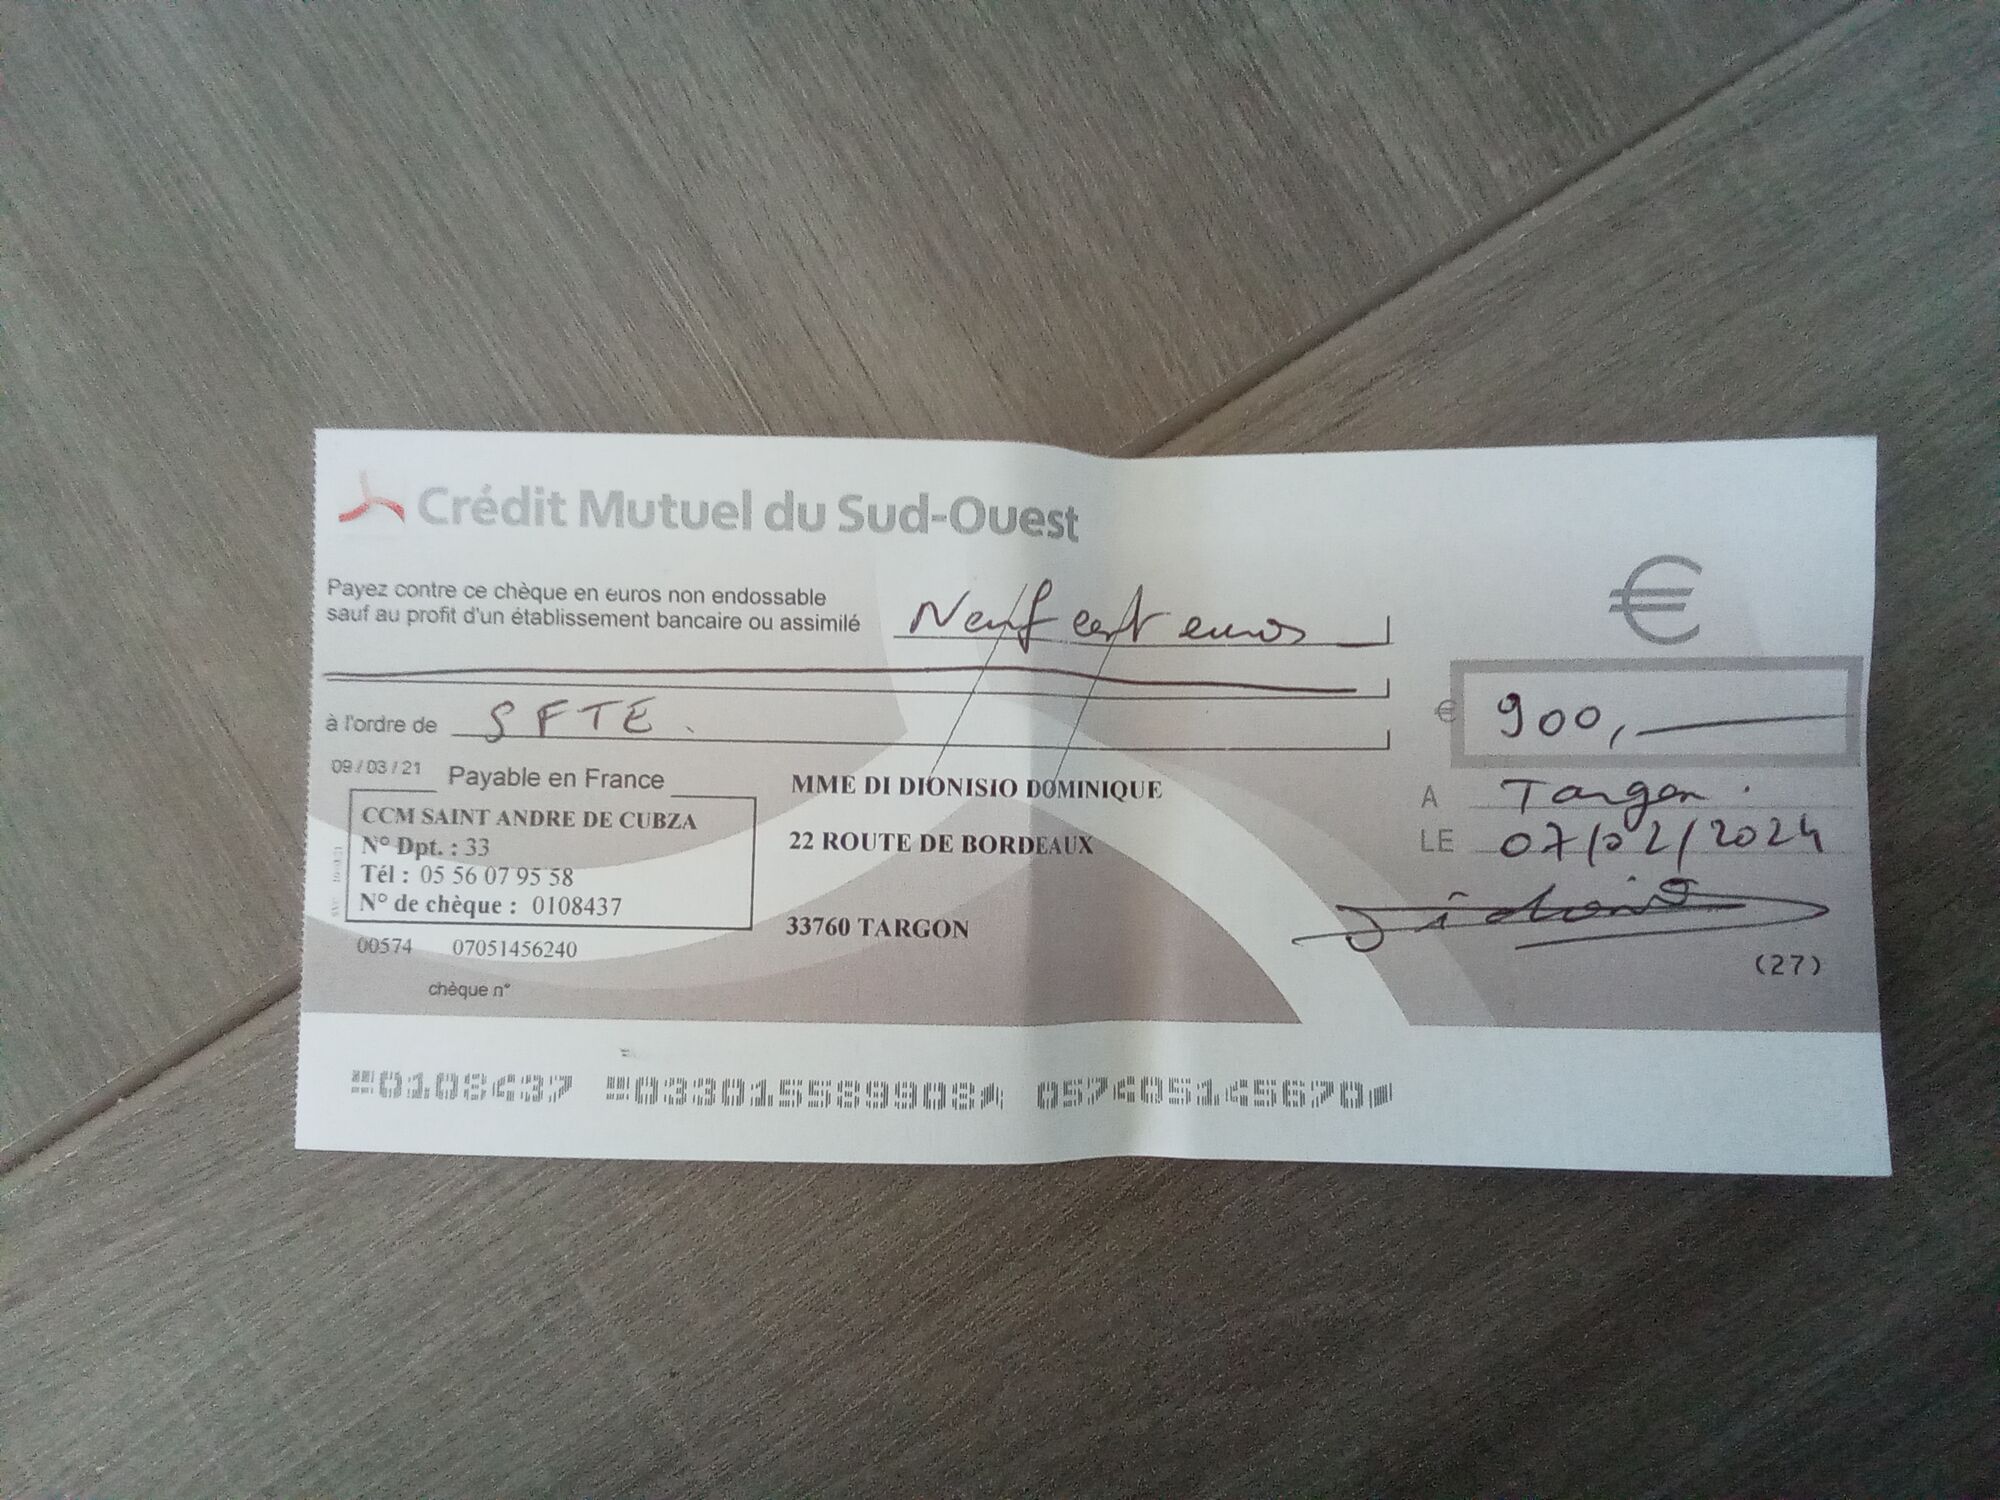 Crédit Mutuel du Sud-Ouest
€
Payez contre ce chèque en euros non endossable
sauf au profit d'un établissement bancaire ou assimilé Neuf cent euros
à l'ordre de SFTE.
€ 900,
09/03/21 Payable en France
CCM SAINT ANDRE DE CUBZA
N° Dpt. : 33
Tél : 05 56 07 95 58
N° de chèque : 0108437
00574 07051456240
chèque n°
MME DI DIONISIO DOMINIQUE
22 ROUTE DE BORDEAUX
33760 TARGON
A Targon.
LE 07/02/2024
(27)
0108437 033015589908 057405145670